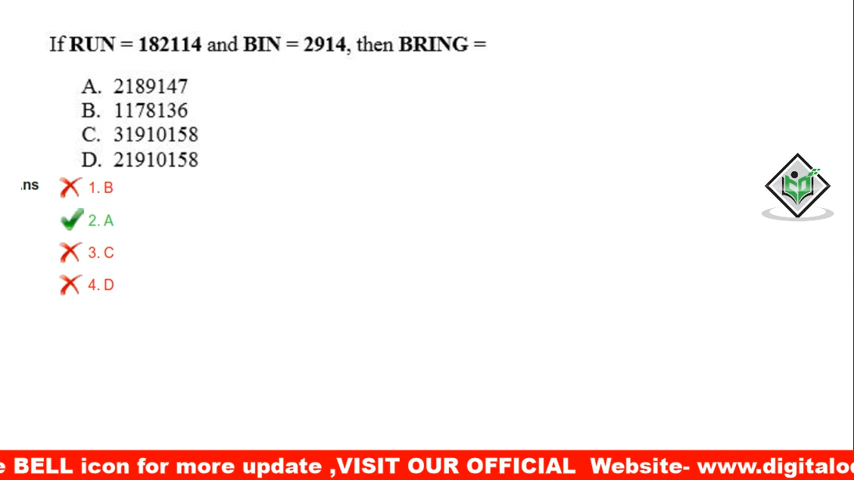 If RUN = 182114 and BIN = 2914, then BRING =
A. 2189147
B. 1178136
C. 31910158
D. 21910158
.ns
1. B
2. A
3. C
4. D
e BELL icon for more update ,VISIT OUR OFFICIAL Website- www.digitaloc